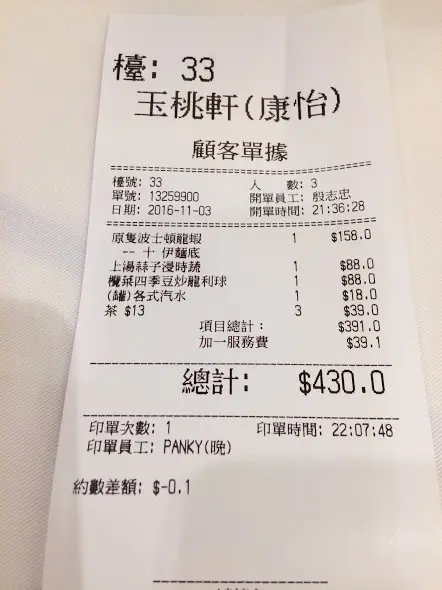 檯: 33
玉桃軒(康怡)
顧客單據
檯號: 33 人 數: 3
單號: 13259900 開單員工: 殷志忠
日期: 2016-11-03 開單時間: 21:36:28
原隻波士頓龍蝦 1 $158.0
-- 十 伊麵底
上湯蒜子浸時蔬 1 $88.0
欖菜四季豆炒龍利球 1 $88.0
(罐)各式汽水 1 $18.0
茶 $13 3 $39.0
項目總計: $391.0
加一服務費 $39.1
總計: $430.0
印單次數: 1 印單時間: 22:07:48
印單員工: PANKY(晚)
約數差額: $-0.1